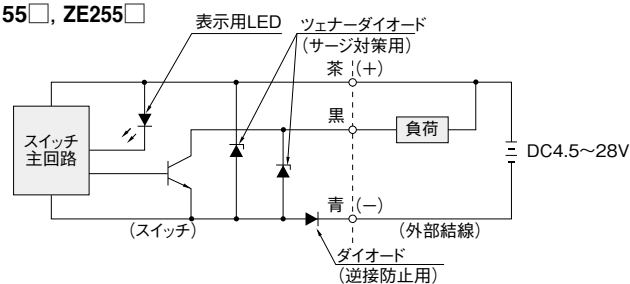 55□, ZE255□
表示用LED
ツェナーダイオード
(サージ対策用)
茶 (+)
黒
スイッチ
主回路
負荷
DC4.5～28V
青 (−)
(スイッチ)
(外部結線)
ダイオード
(逆接防止用)